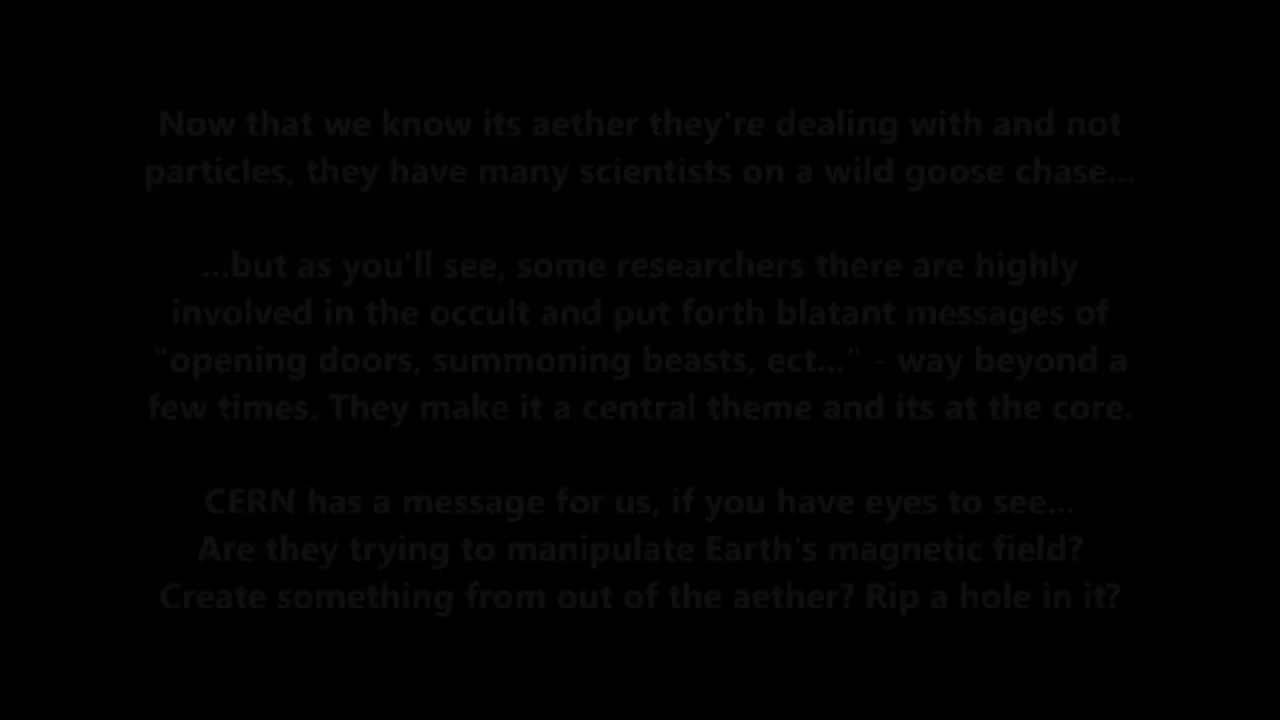 Now that we know its aether they're dealing with and not
particles, they have many scientists on a wild goose chase...
...but as you'll see, some researchers there are highly
involved in the occult and put forth blatant messages of
"opening doors, summoning beasts, ect..." - way beyond a
few times. They make it a central theme and its at the core.
CERN has a message for us, if you have eyes to see...
Are they trying to manipulate Earth's magnetic field?
Create something from out of the aether? Rip a hole in it?